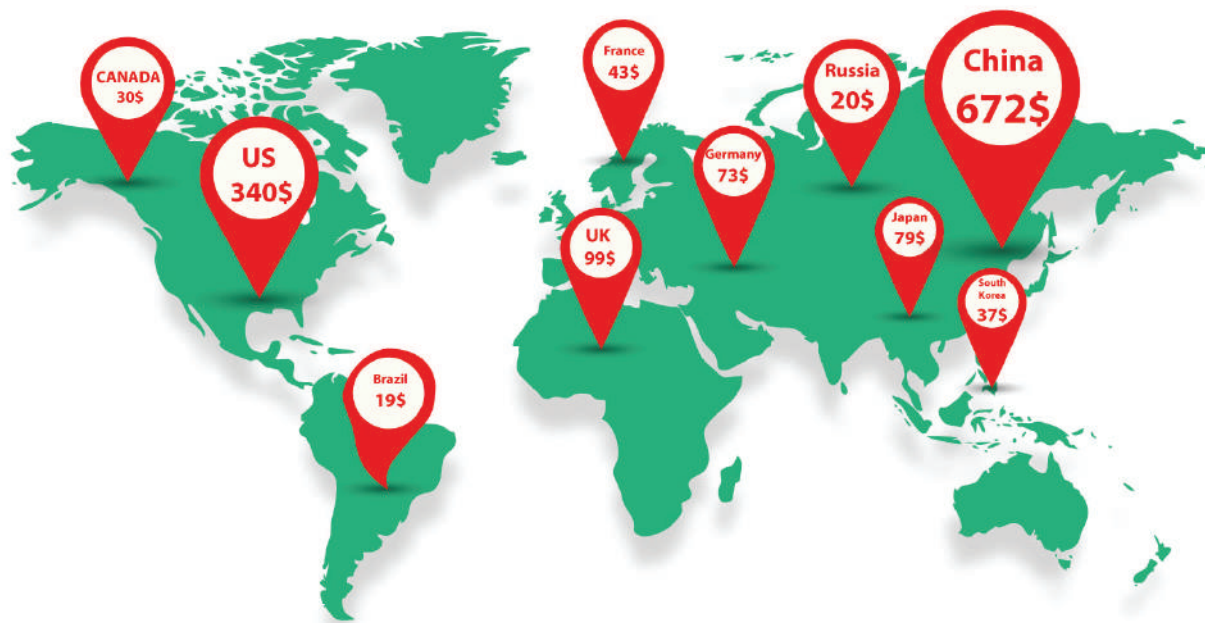 CANADA
30$
US
340$
Brazil
19$
France
43$
UK
99$
Germany
73$
Russia
20$
China
672$
Japan
79$
South
Korea
37$